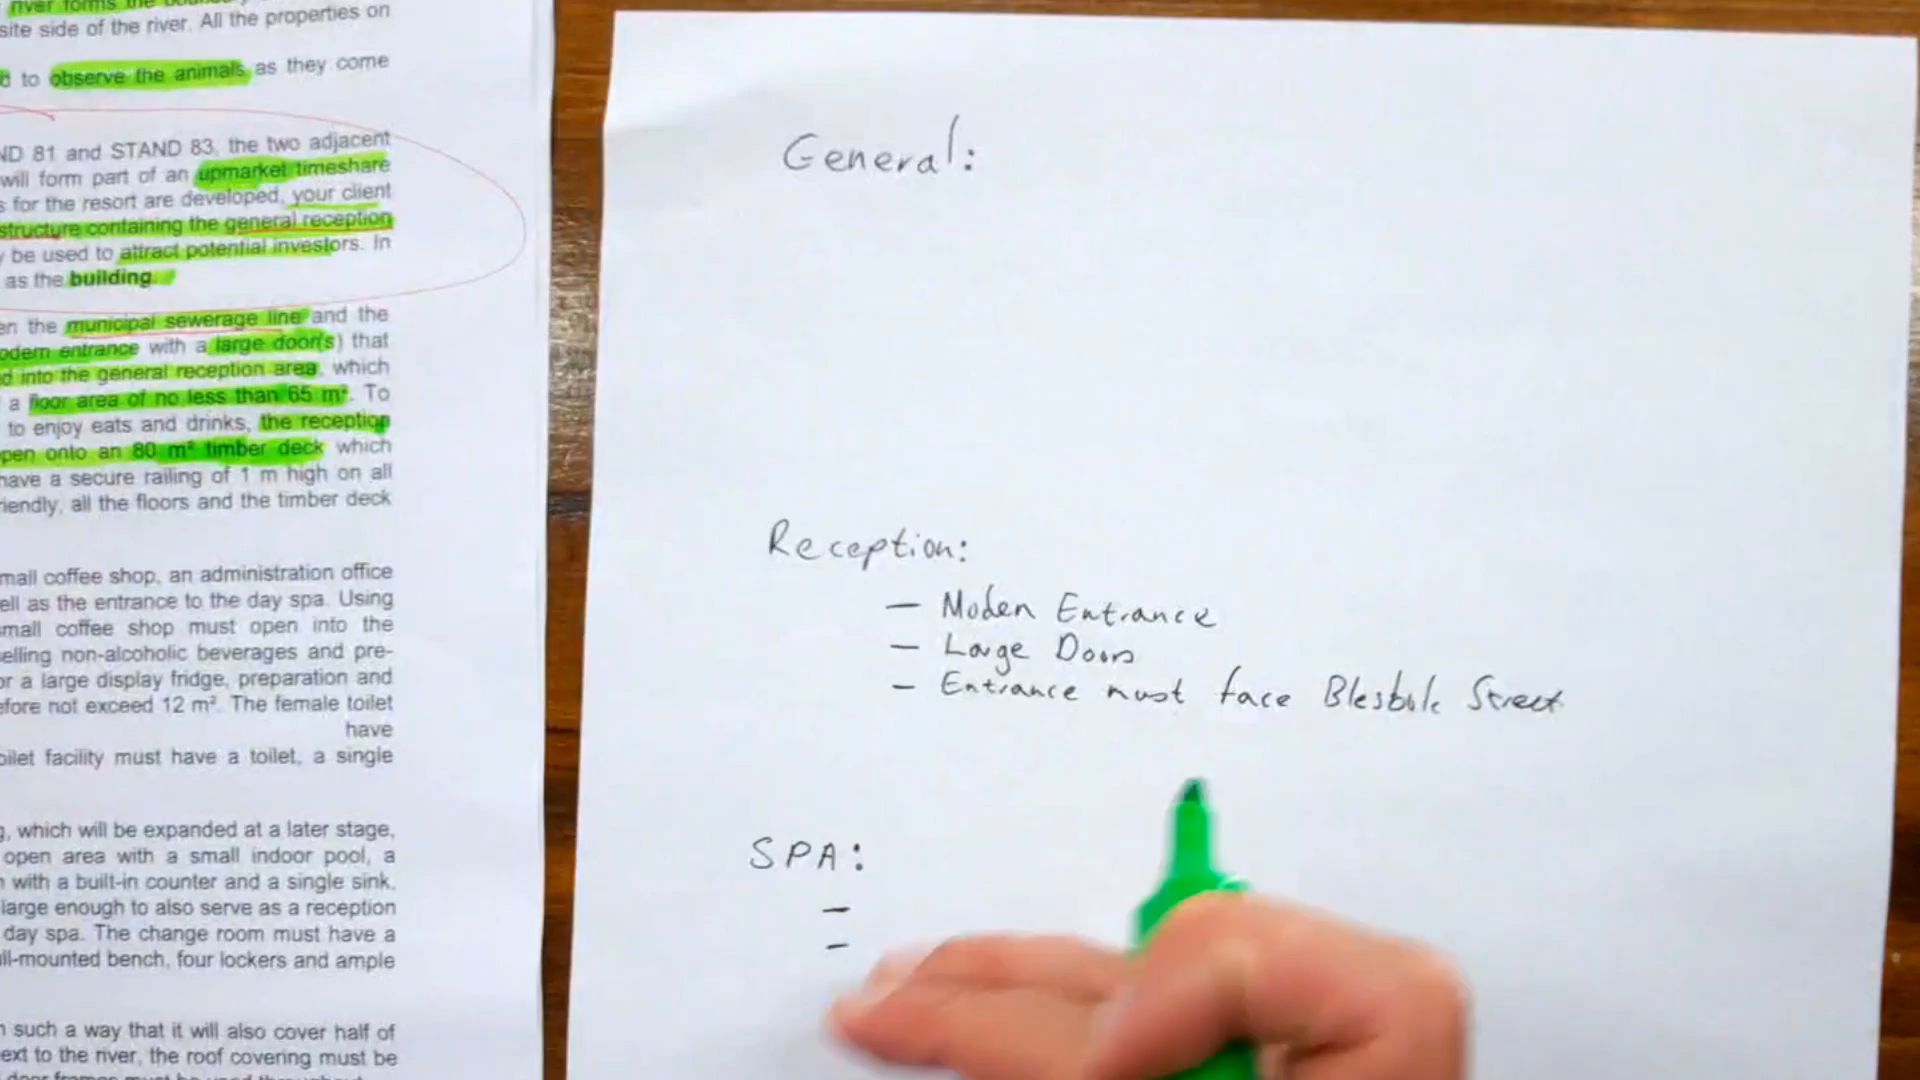 river forms the
site side of the river. All the properties on
d to observe the animals as they come
ND 81 and STAND 83, the two adjacent
will form part of an upmarket timeshare
s for the resort are developed, your client
structure containing the general reception
y be used to attract potential investors. In
as the building.
en the municipal sewerage line and the
odern entrance with a large door(s) that
d into the general reception area, which
a floor area of no less than 65 m². To
to enjoy eats and drinks, the reception
pen onto an 80 m² timber deck which
have a secure railing of 1 m high on all
iendly, all the floors and the timber deck
mall coffee shop, an administration office
ell as the entrance to the day spa. Using
mall coffee shop must open into the
elling non-alcoholic beverages and pre-
or a large display fridge, preparation and
efore not exceed 12 m². The female toilet
have
oilet facility must have a toilet, a single
g, which will be expanded at a later stage,
open area with a small indoor pool, a
n with a built-in counter and a single sink.
large enough to also serve as a reception
day spa. The change room must have a
ll-mounted bench, four lockers and ample
n such a way that it will also cover half of
ext to the river, the roof covering must be
General:
Reception:
— Moden Entrance
— Large Doors
— Entrance must face Blesbok Street
SPA:
–
–